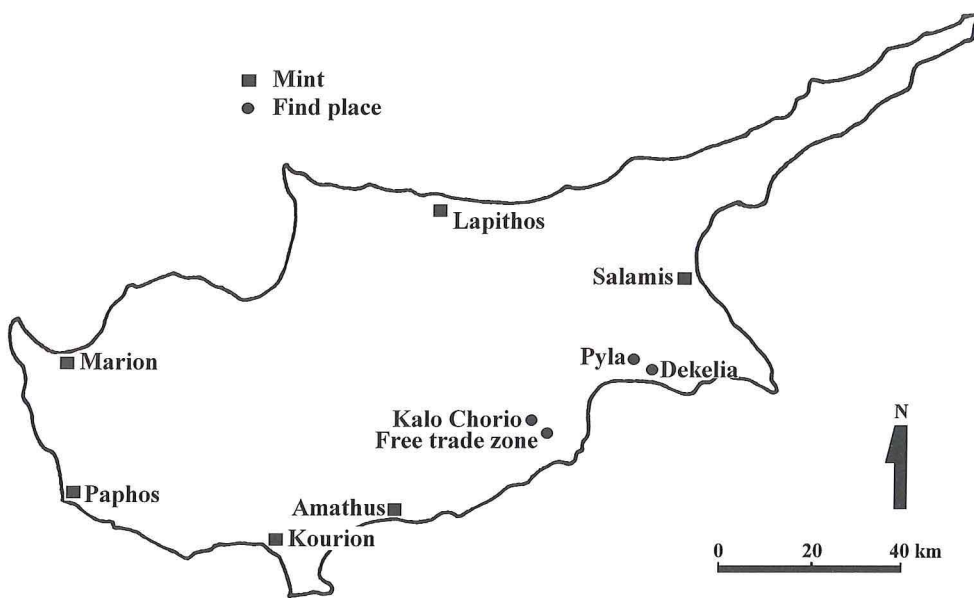 Mint
Find place
Lapithos
Salamis
Marion
Pyla
Dekelia
Kalo Chorio
Free trade zone
N
Paphos
Amathus
Kourion
0 20 40 km